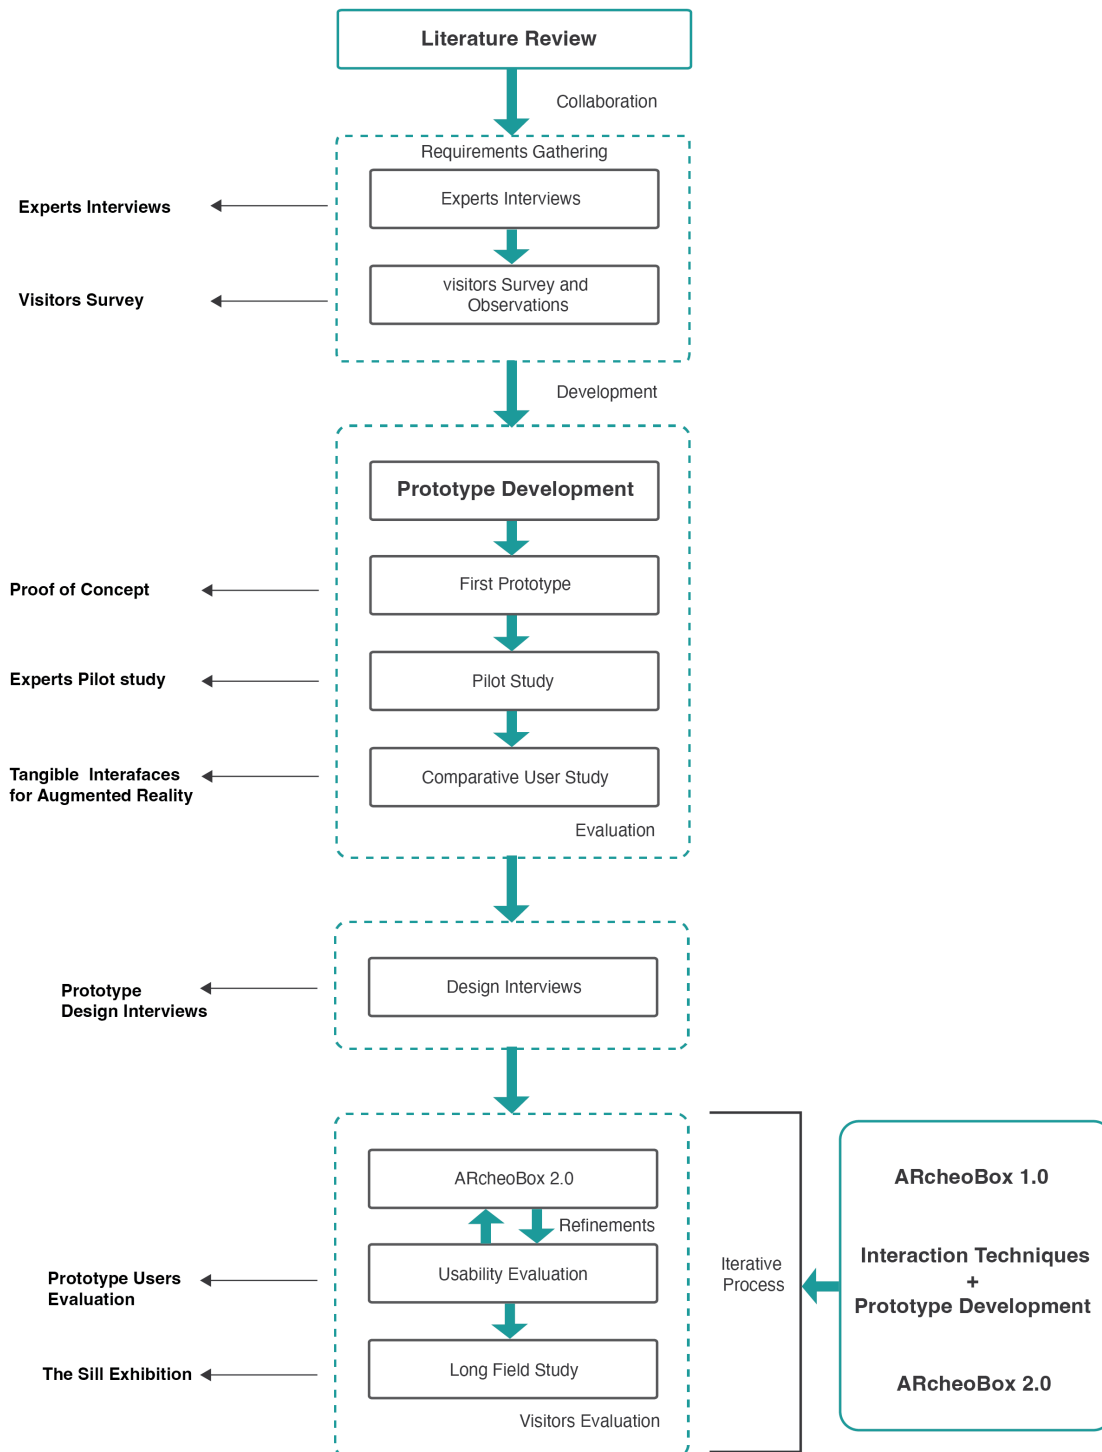 Literature Review
Collaboration
Requirements Gathering
Experts Interviews
Experts Interviews
visitors Survey and
Observations
Visitors Survey
Development
Prototype Development
First Prototype
Proof of Concept
Pilot Study
Experts Pilot study
Comparative User Study
Tangible Interafaces
for Augmented Reality
Evaluation
Design Interviews
Prototype
Design Interviews
ARcheoBox 2.0
Refinements
Usability Evaluation
Prototype Users
Evaluation
Long Field Study
The Sill Exhibition
Visitors Evaluation
Iterative
Process
ARcheoBox 1.0
Interaction Techniques
+
Prototype Development
ARcheoBox 2.0